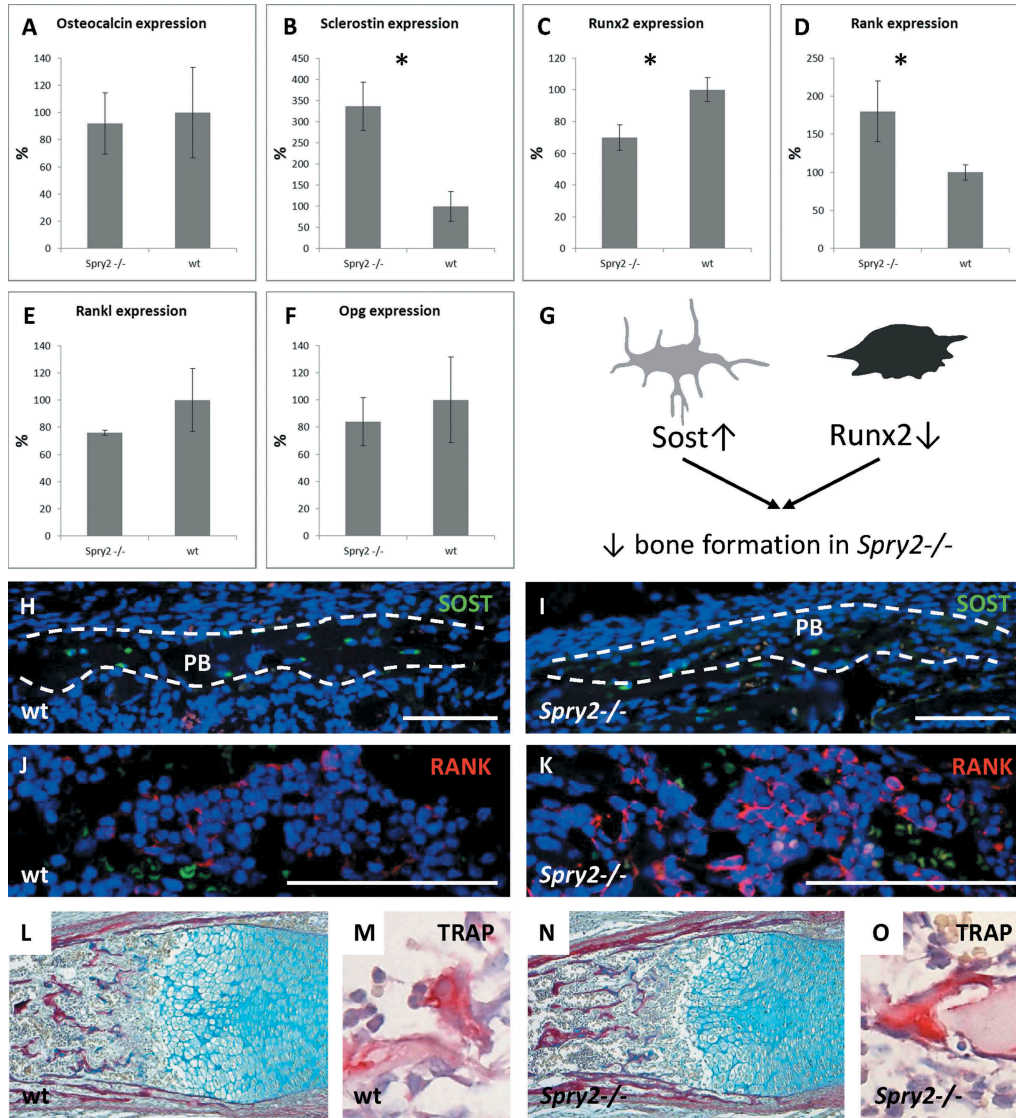 A Osteocalcin expression
140
120
100
80
60
40
20
0
%
Spry2 -/- wt
B Sclerostin expression
*
450
400
350
300
250
200
150
100
50
0
%
Spry2 -/- wt
C Runx2 expression
*
120
100
80
60
40
20
0
%
Spry2 -/- wt
D Rank expression
*
250
200
150
100
50
0
%
Spry2 -/- wt
E Rankl expression
140
120
100
80
60
40
20
0
%
Spry2 -/- wt
F Opg expression
140
120
100
80
60
40
20
0
%
Spry2 -/- wt
G
Sost↑ Runx2↓
↓ bone formation in Spry2-/-
H SOST
PB
wt
I SOST
PB
Spry2-/-
J RANK
wt
K RANK
Spry2-/-
L
wt
M TRAP
wt
N
Spry2-/-
O TRAP
Spry2-/-